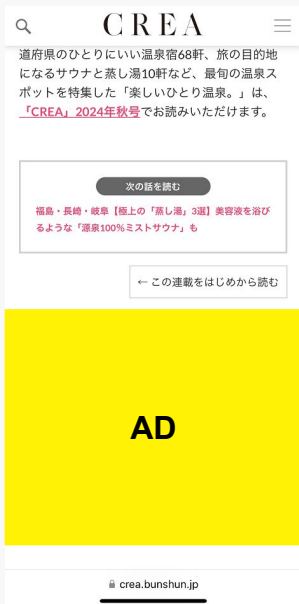 CREA
道府県のひとりにいい温泉宿68軒、旅の目的地
になるサウナと蒸し湯10軒など、最旬の温泉ス
ポットを特集した「楽しいひとり温泉。」は、
「CREA」2024年秋号でお読みいただけます。
次の話を読む
福島・長崎・岐阜【極上の「蒸し湯」3選】美容液を浴び
るような「源泉100％ミストサウナ」も
← この連載をはじめから読む
AD
crea.bunshun.jp